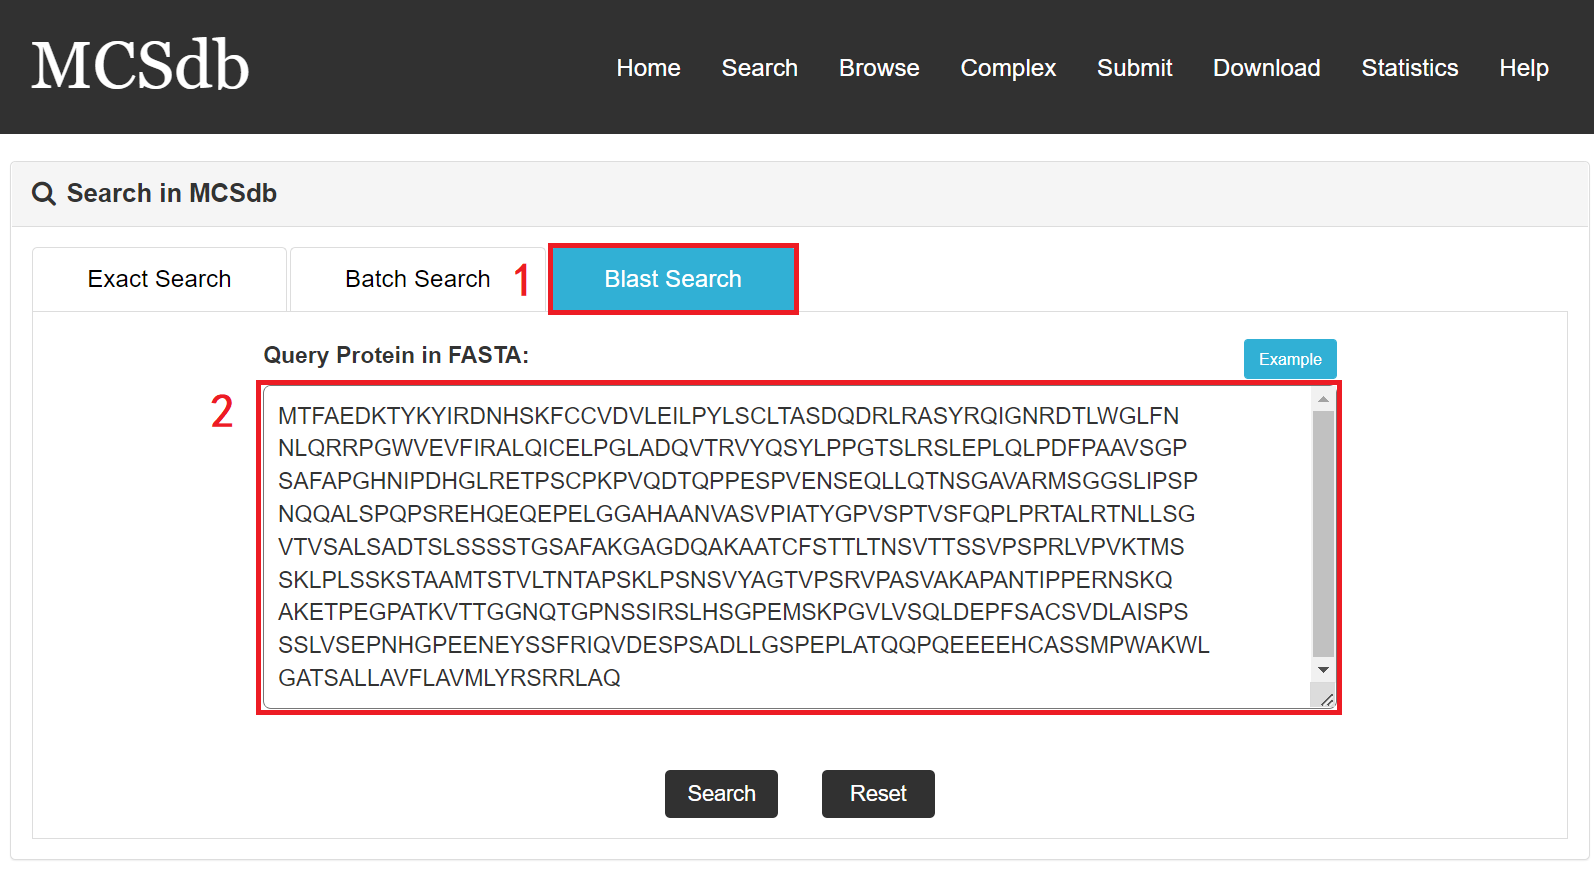 MCSdb
Home Search Browse Complex Submit Download Statistics Help
Search in MCSdb
Exact Search Batch Search 1 Blast Search
Query Protein in FASTA: Example
2
MTFAEDKTYKYIRDNHSKFCCVDVLEILPYLSCLTASDQDRLRASYRQIGNRDTLWGLFN
NLQRRPGWVEVFIRALQICELPGLADQVTRVYQSYLPPGTSLRSLEPLQLPDFPAAVSGP
SAFAPGHNIPDHGLRETPSCPKPVQDTQPPESPVENSEQLLQTNSGAVARMSGGSLIPSP
NQQALSPQPSREHQEQEPELGGAHAANVASVPIATYGPVSPTVSFQPLPRTALRTNLLSG
VTVSALSADTSLSSSSTGSAFAKGAGDQAKAATCFSTTLTNSVTTSSVPSPRLVPVKTMS
SKLPLSSKSTAAMTSTVLTNTAPSKLPSNSVYAGTVPSRVPASVAKAPANTIPPERNSKQ
AKETPEGPATKVTTGGNQTGPNSSIRSLHSGPEMSKPGVLVSQLDEPFSACSVDLAISPS
SSLVSEPNHGPEENEYSSFRIQVDESPSADLLGSPEPLATQQPQEEEEHCASSMPWAKWL
GATSALLAVFLAVMLYRSRRLAQ
Search Reset